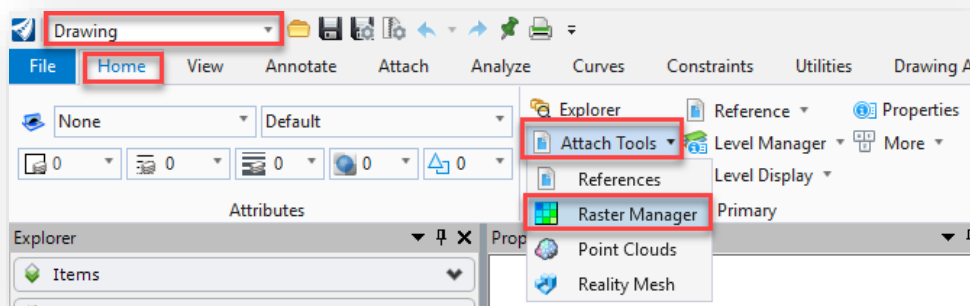 Drawing
File Home View Annotate Attach Analyze Curves Constraints Utilities Drawing A
None Default Explorer Reference Properties
Attach Tools Level Manager More
0 0 0 0 0 References Level Display
Attributes Raster Manager Primary
Explorer Prop Point Clouds
Items Reality Mesh